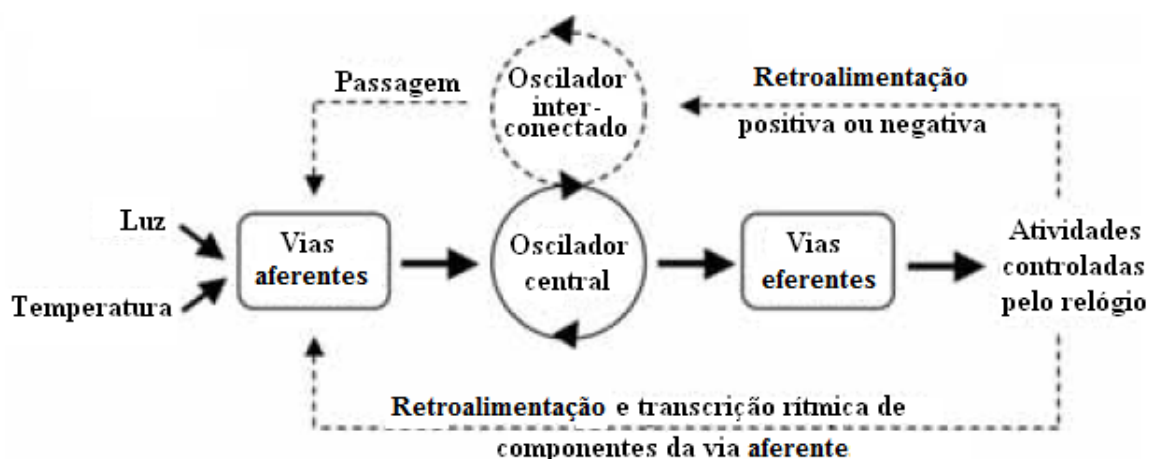 Passagem
Oscilador
inter-
conectado
Retroalimentação
positiva ou negativa
Luz
Temperatura
Vias
aferentes
Oscilador
central
Vias
eferentes
Atividades
controladas
pelo relógio
Retroalimentação e transcrição rítmica de
componentes da via aferente